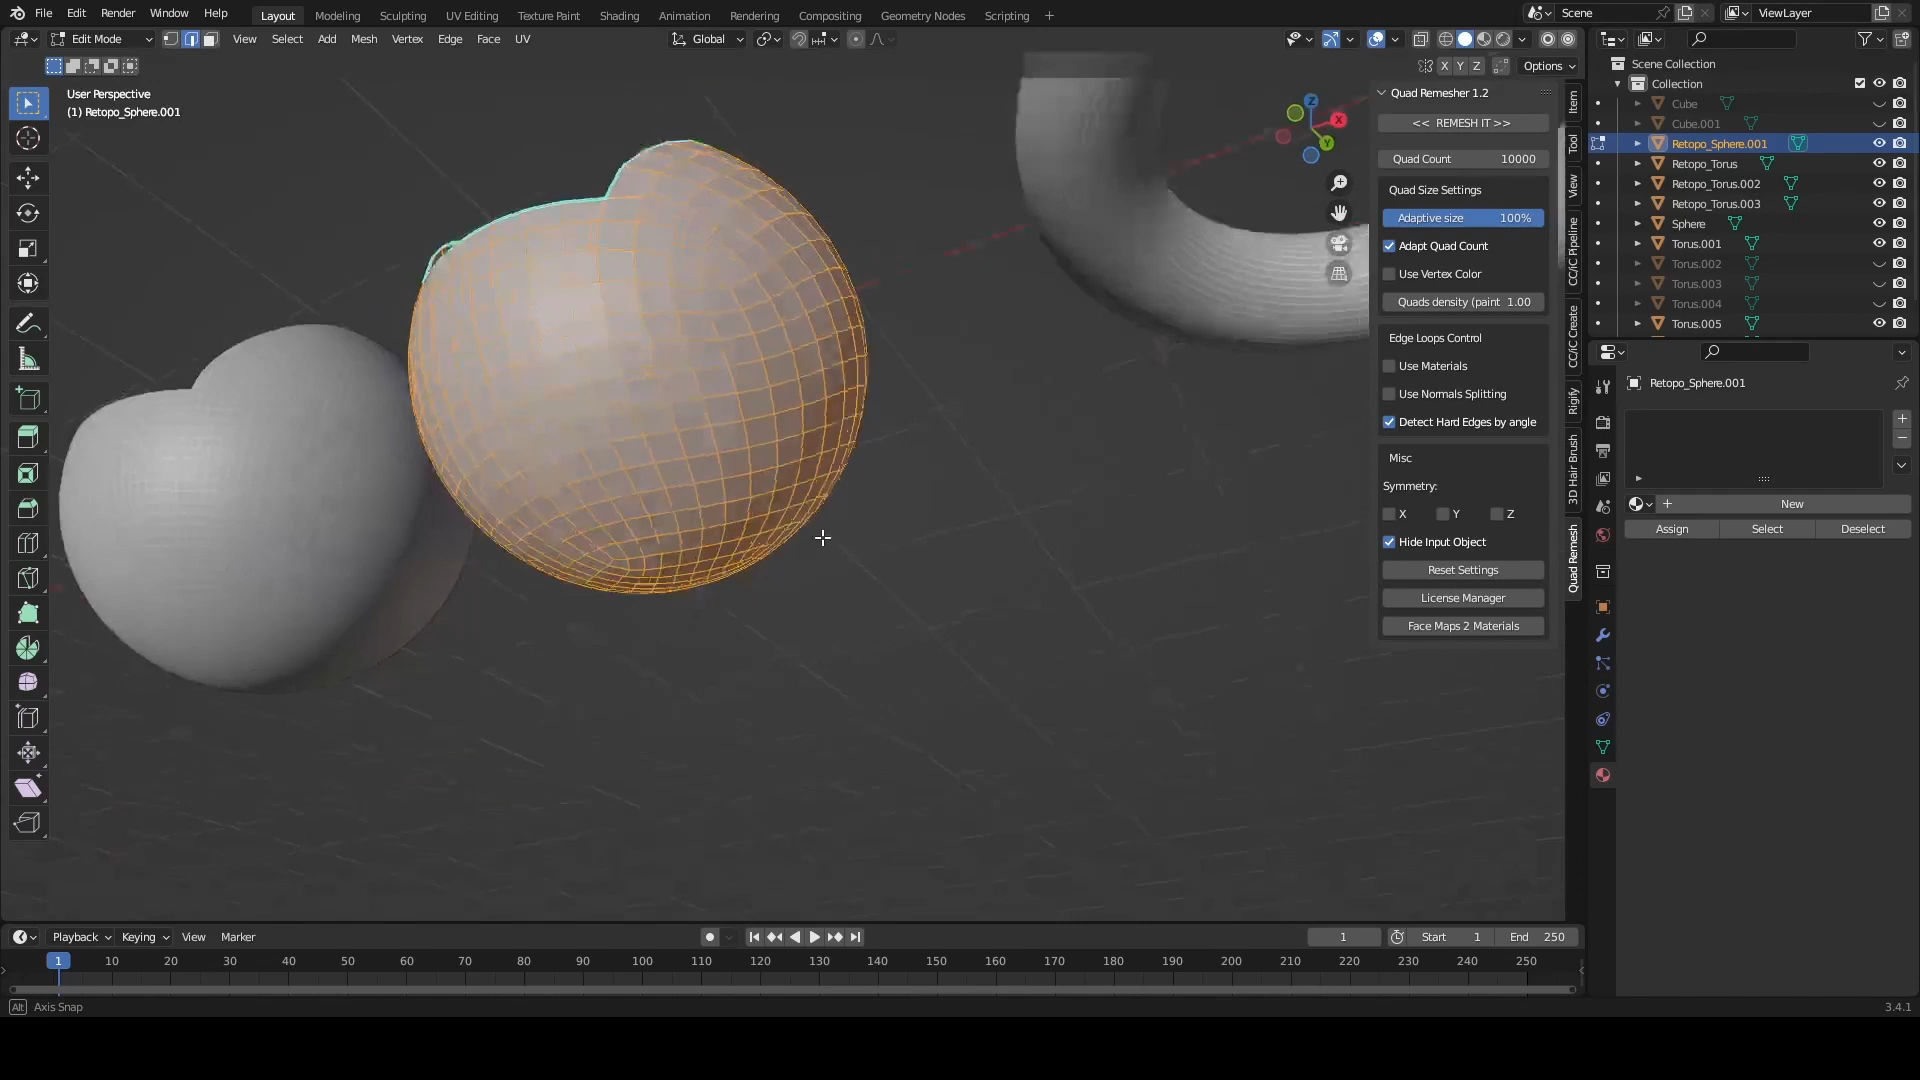 File Edit Render Window Help Layout Modeling Sculpting UV Editing Texture Paint Shading Animation Rendering Compositing Geometry Nodes Scripting + Scene ViewLayer
Edit Mode View Select Add Mesh Vertex Edge Face UV Global
X Y Z Options
User Perspective
(1) Retopo_Sphere.001
Z
X
Y
Quad Remesher 1.2
<< REMESH IT >>
Quad Count 10000
Quad Size Settings
Adaptive size 100%
Adapt Quad Count
Use Vertex Color
Quads density (paint 1.00
Edge Loops Control
Use Materials
Use Normals Splitting
Detect Hard Edges by angle
Misc
Symmetry:
X Y Z
Hide Input Object
Reset Settings
License Manager
Face Maps 2 Materials
Item
Tool
View
CC/iC Pipeline
CC/iC Create
Rigify
3D Hair Brush
Quad Remesh
Scene Collection
Collection
Cube
Cube.001
Retopo_Sphere.001
Retopo_Torus
Retopo_Torus.002
Retopo_Torus.003
Sphere
Torus.001
Torus.002
Torus.003
Torus.004
Torus.005
Retopo_Sphere.001
New
Assign Select Deselect
Playback Keying View Marker 1 Start 1 End 250
1 10 20 30 40 50 60 70 80 90 100 110 120 130 140 150 160 170 180 190 200 210 220 230 240 250
Alt Axis Snap 3.4.1